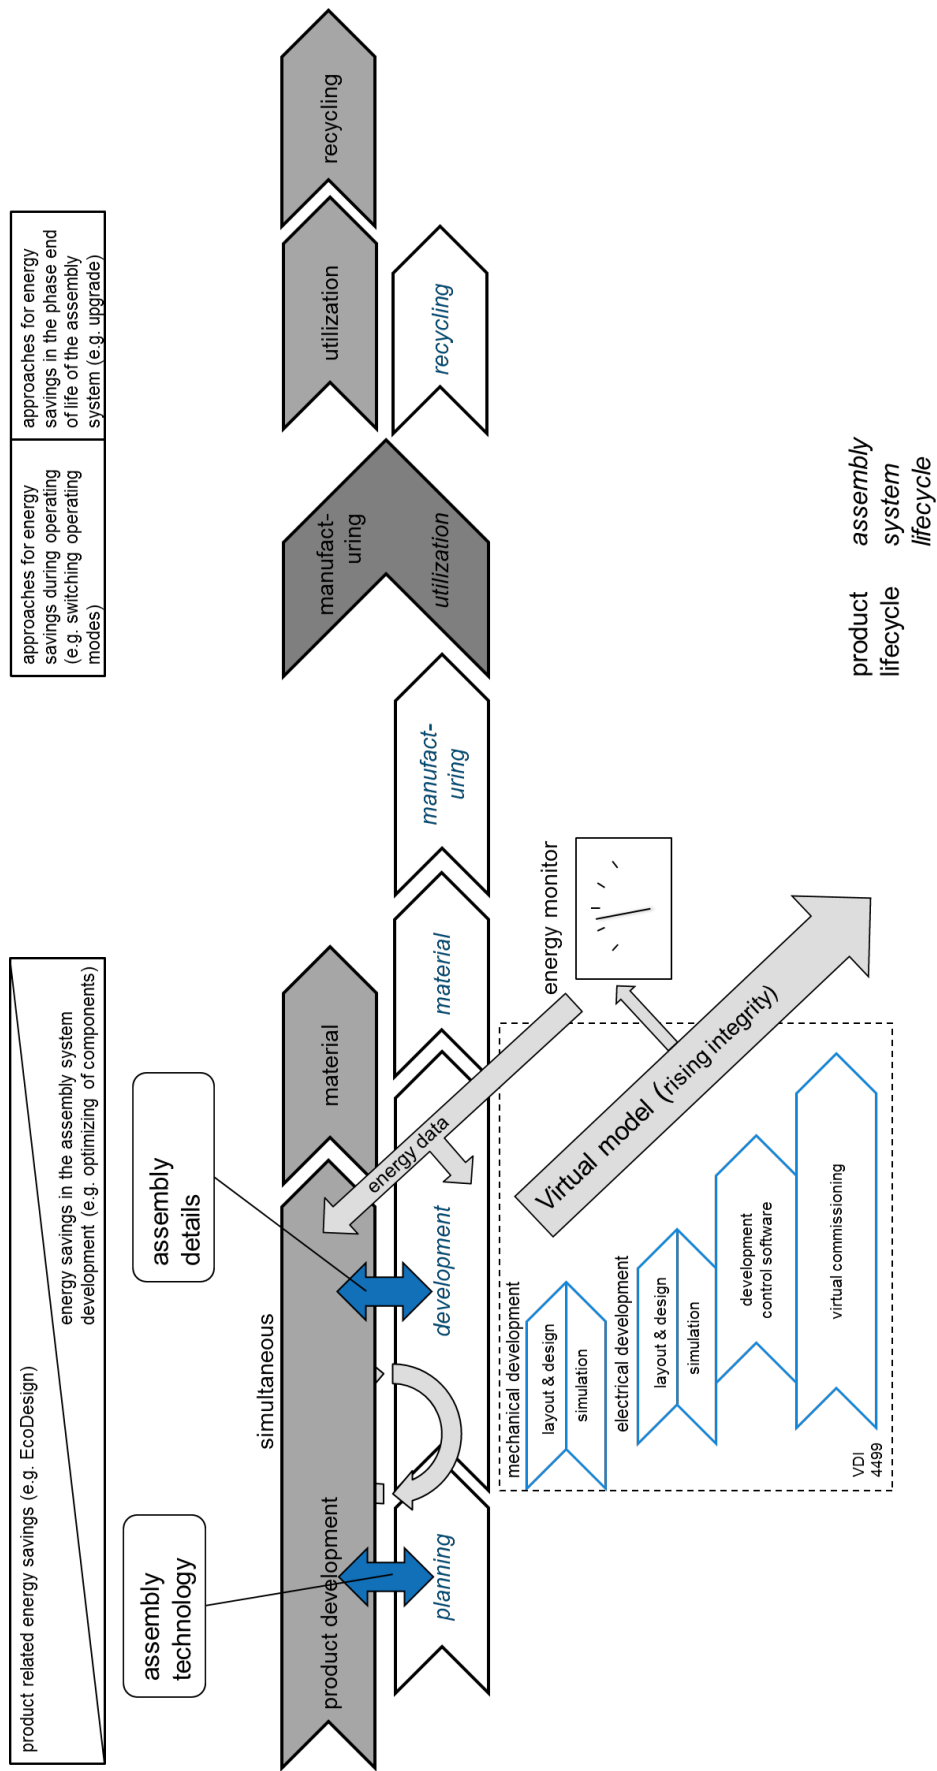 product related energy savings (e.g. EcoDesign)
energy savings in the assembly system
development (e.g. optimizing of components)
approaches for energy
savings during operating
(e.g. switching operating
modes)
approaches for energy
savings in the phase end
of life of the assembly
system (e.g. upgrade)
assembly
technology
assembly
details
simultaneous
product development
material
manufact-
uring
utilization
utilization
recycling
planning
development
material
manufact-
uring
recycling
energy data
energy monitor
Virtual model (rising integrity)
mechanical development
layout & design
simulation
electrical development
layout & design
simulation
development
control software
virtual commissioning
VDI
4499
product
lifecycle
assembly
system
lifecycle